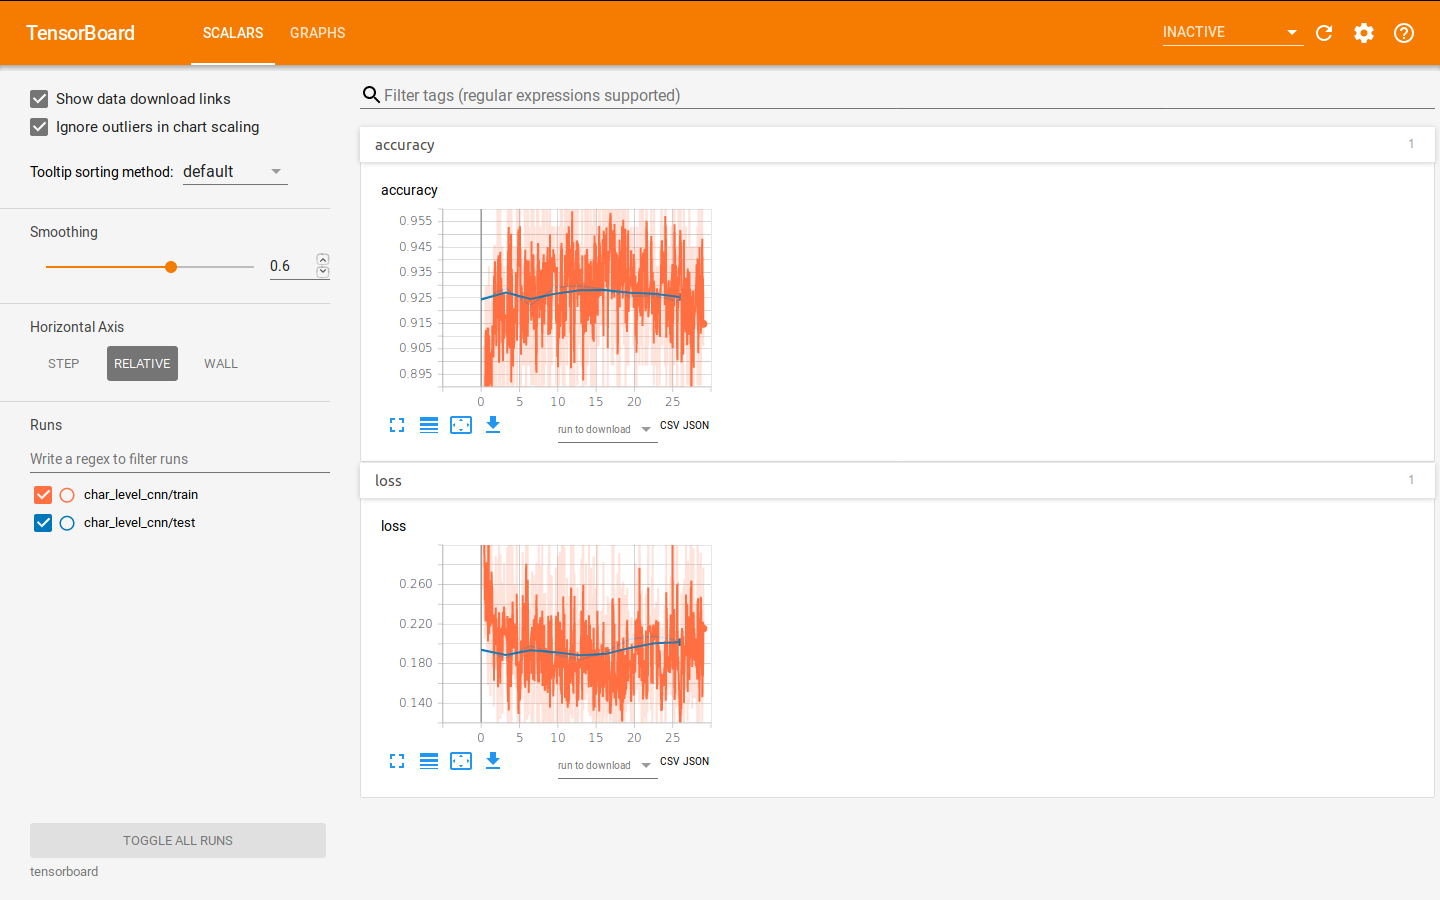 TensorBoard SCALARS GRAPHS INACTIVE
Show data download links
Ignore outliers in chart scaling
Tooltip sorting method: default
Smoothing
0.6
Horizontal Axis
STEP RELATIVE WALL
Runs
Write a regex to filter runs
char_level_cnn/train
char_level_cnn/test
TOGGLE ALL RUNS
tensorboard
Filter tags (regular expressions supported)
accuracy 1
accuracy
0.955
0.945
0.935
0.925
0.915
0.905
0.895
0 5 10 15 20 25
run to download CSV JSON
loss 1
loss
0.260
0.220
0.180
0.140
0 5 10 15 20 25
run to download CSV JSON